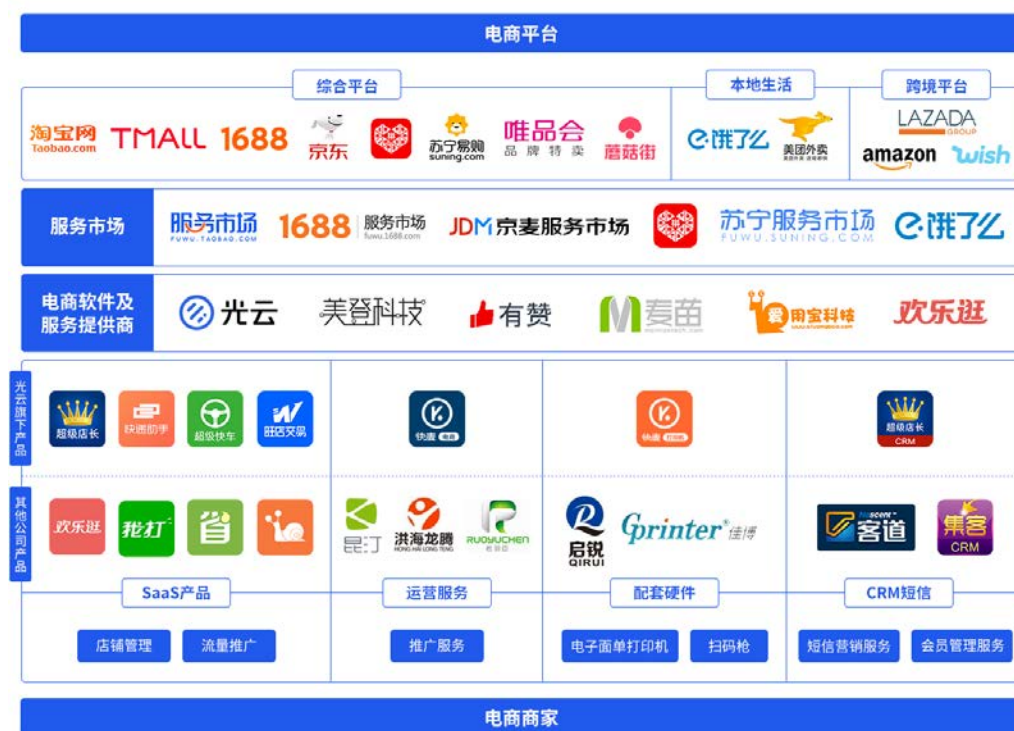 电商平台
综合平台
本地生活
跨境平台
淘宝网
Taobao.com
TMALL
1688
京东
苏宁易购
suning.com
唯品会
品牌特卖
蘑菇街
饿了么
美团外卖
LAZADA
GROUP
amazon
wish
服务市场
服务市场
FUWU.TAOBAO.COM
1688
服务市场
fuwu.1688.com
JDM京麦服务市场
苏宁服务市场
FUWU.SUNING.COM
饿了么
电商软件及
服务提供商
光云
美登科技
有赞
麦苗
爱用宝科技
欢乐逛
光云旗下产品
超级店长
快递助手
超级快车
旺店交易
快麦 电商
快麦 打印机
超级店长
CRM
其他公司产品
欢乐逛
我打
省
昆汀
洪海龙腾
HONG HAI LONG TENG
RUOYUCHEN
启锐
QIRUI
Gprinter®佳博
客道
集客
CRM
SaaS产品
运营服务
配套硬件
CRM短信
店铺管理
流量推广
推广服务
电子面单打印机
扫码枪
短信营销服务
会员管理服务
电商商家